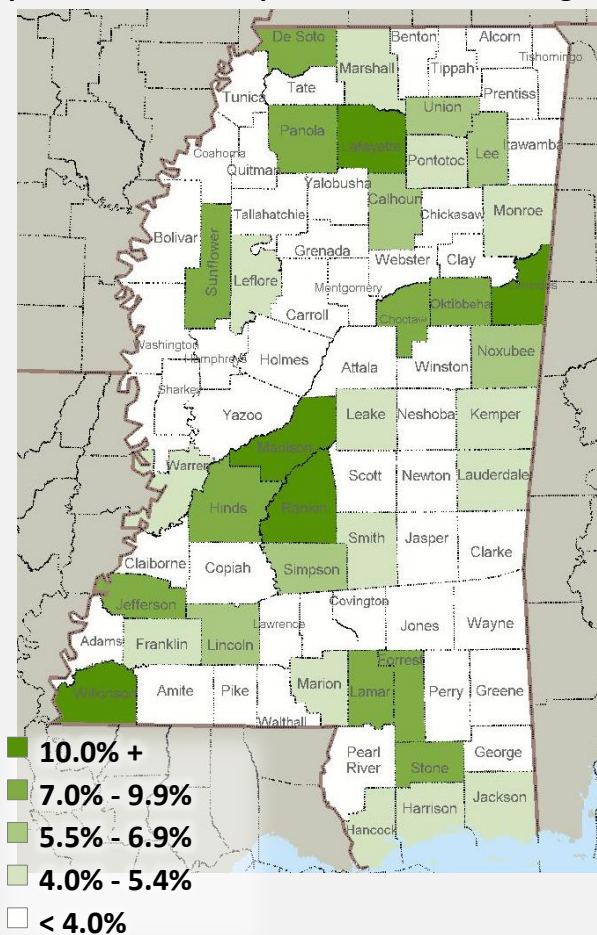 De Soto
Benton
Alcorn
Tishomingo
Marshall
Tippah
Tunica
Tate
Prentiss
Union
Panola
Lafayette
Lee
Itawamba
Pontotoc
Coahoma
Quitman
Yalobusha
Calhoun
Chickasaw
Monroe
Tallahatchie
Bolivar
Sunflower
Grenada
Leflore
Webster
Clay
Montgomery
Carroll
Choctaw
Oktibbeha
Washington
Humphreys
Holmes
Attala
Winston
Noxubee
Sharkey
Yazoo
Leake
Neshoba
Kemper
Madison
Warren
Scott
Newton
Lauderdale
Hinds
Rankin
Smith
Jasper
Clarke
Claiborne
Copiah
Simpson
Jefferson
Covington
Lawrence
Jones
Wayne
Adams
Franklin
Lincoln
Wilkinson
Amite
Pike
Marion
Walthall
Lamar
Forrest
Perry
Greene
Pearl
River
Stone
George
Hancock
Harrison
Jackson
10.0% +
7.0% - 9.9%
5.5% - 6.9%
4.0% - 5.4%
< 4.0%